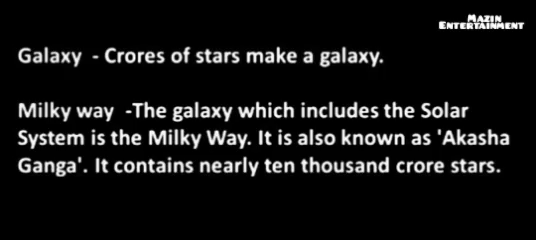 Mazin
Entertainment
Galaxy - Crores of stars make a galaxy.
Milky way -The galaxy which includes the Solar
System is the Milky Way. It is also known as 'Akasha
Ganga'. It contains nearly ten thousand crore stars.